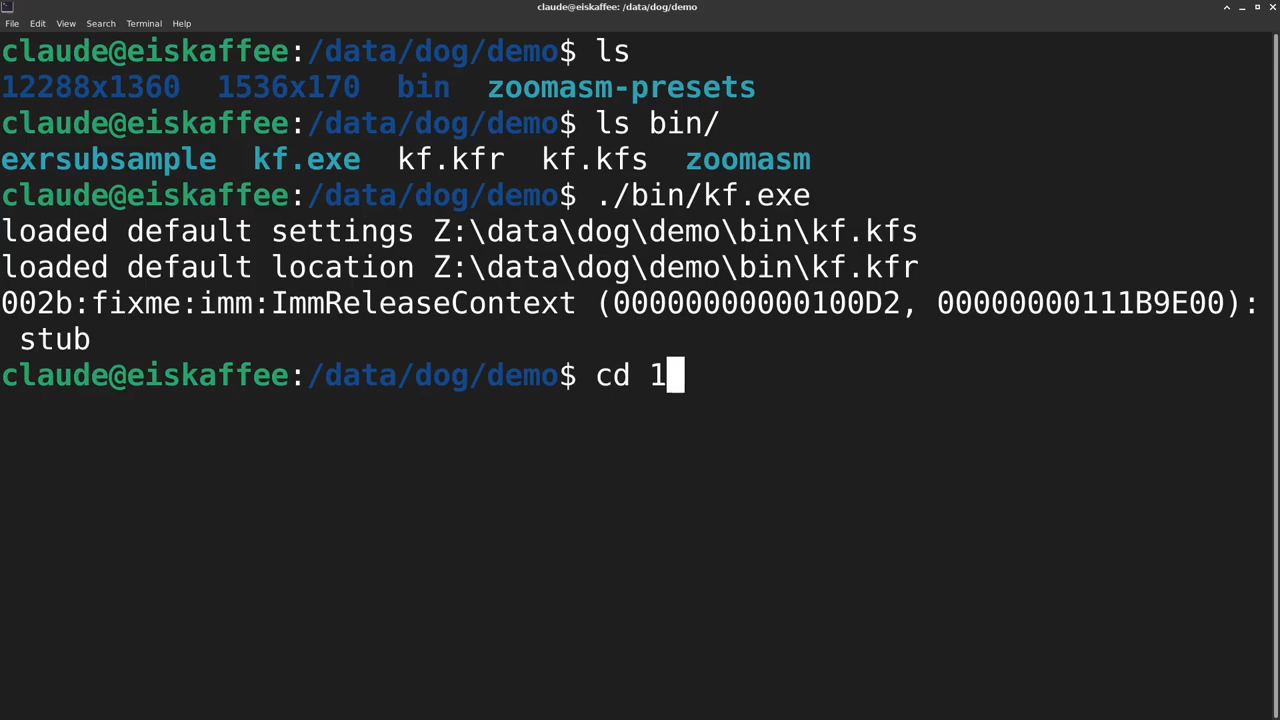 claude@eiskaffee: /data/dog/demo
File Edit View Search Terminal Help
claude@eiskaffee:/data/dog/demo$ ls
12288x1360  1536x170  bin  zoomasm-presets
claude@eiskaffee:/data/dog/demo$ ls bin/
exrsubsample  kf.exe  kf.kfr  kf.kfs  zoomasm
claude@eiskaffee:/data/dog/demo$ ./bin/kf.exe
loaded default settings Z:\data\dog\demo\bin\kf.kfs
loaded default location Z:\data\dog\demo\bin\kf.kfr
002b:fixme:imm:ImmReleaseContext (00000000000100D2, 00000000111B9E00):
 stub
claude@eiskaffee:/data/dog/demo$ cd 1